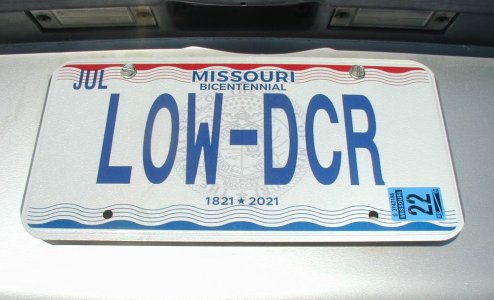 JUL
MISSOURI
BICENTENNIAL
LOW-DCR
1821 ★ 2021
MISSOURI
22